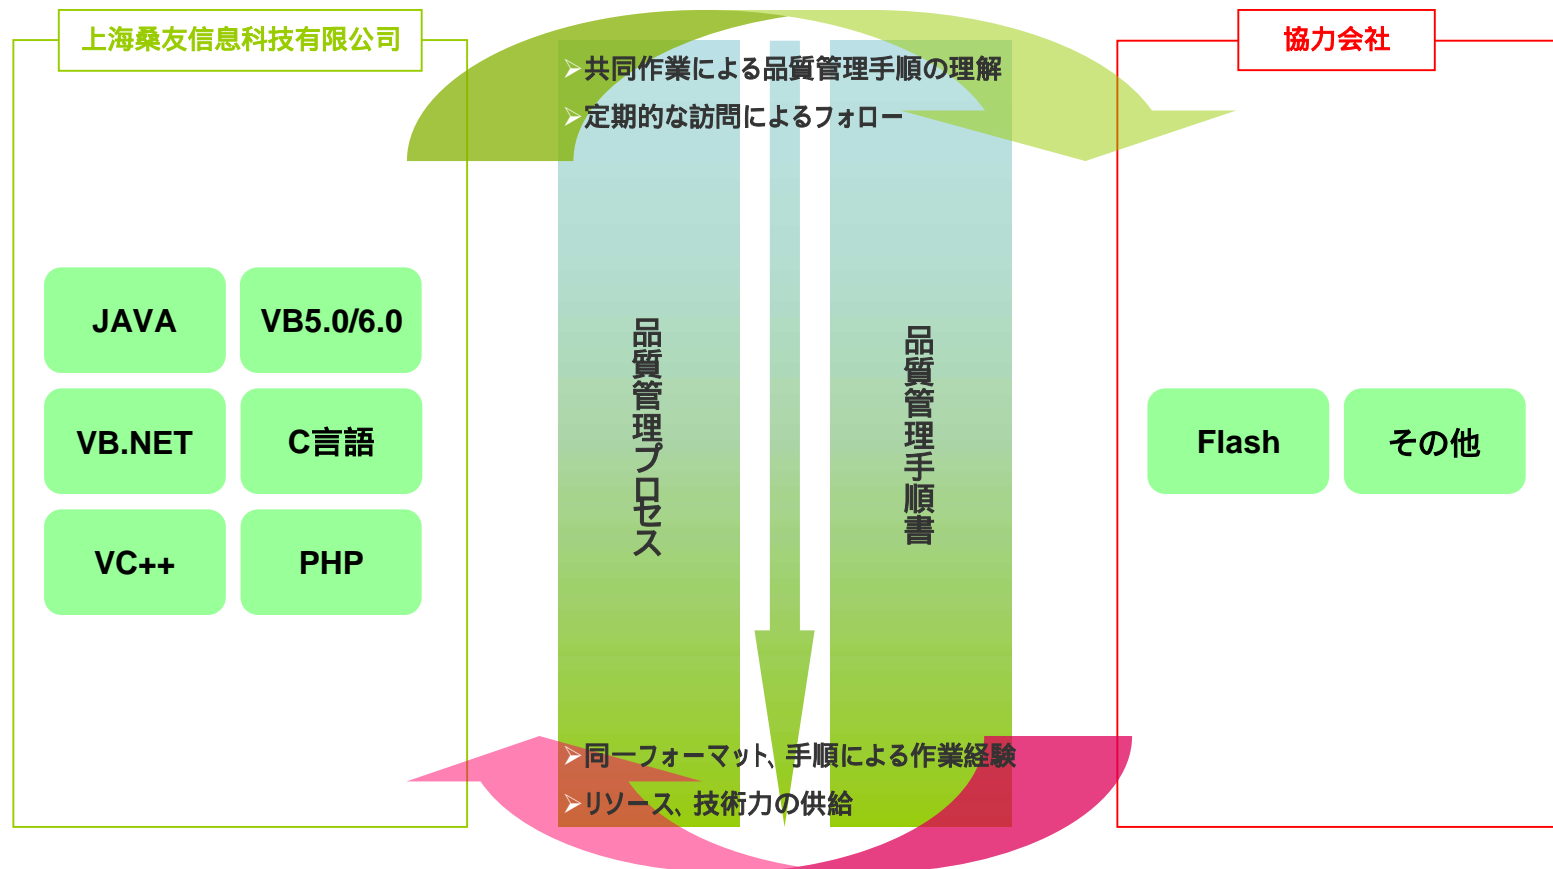 上海桑友信息科技有限公司
協力会社
➢共同作業による品質管理手順の理解
➢定期的な訪問によるフォロー
JAVA
VB5.0/6.0
VB.NET
C言語
VC++
PHP
品質管理プロセス
品質管理手順書
Flash
その他
➢同一フォーマット、手順による作業経験
➢リソース、技術力の供給